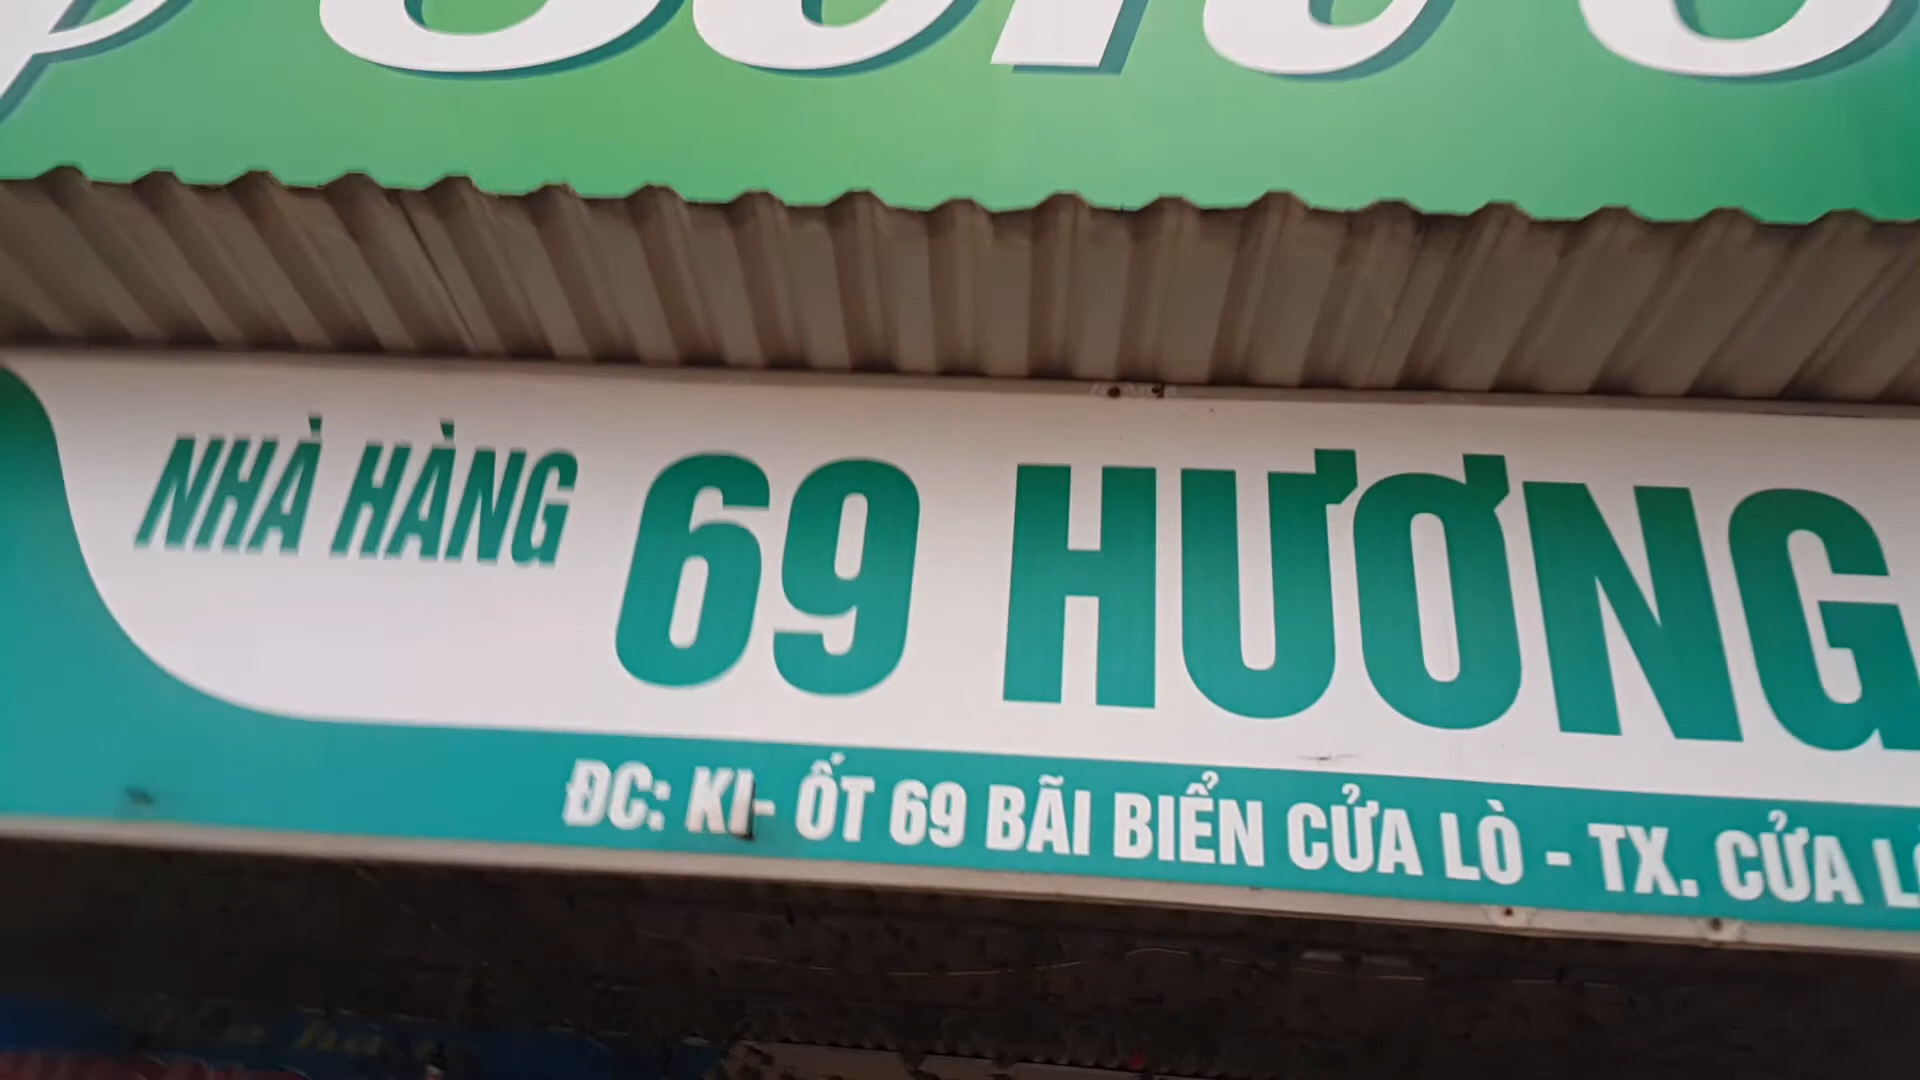 NHÀ HÀNG 69 HƯƠNG
ĐC: KI- ỐT 69 BÃI BIỂN CỬA LÒ - TX. CỬA